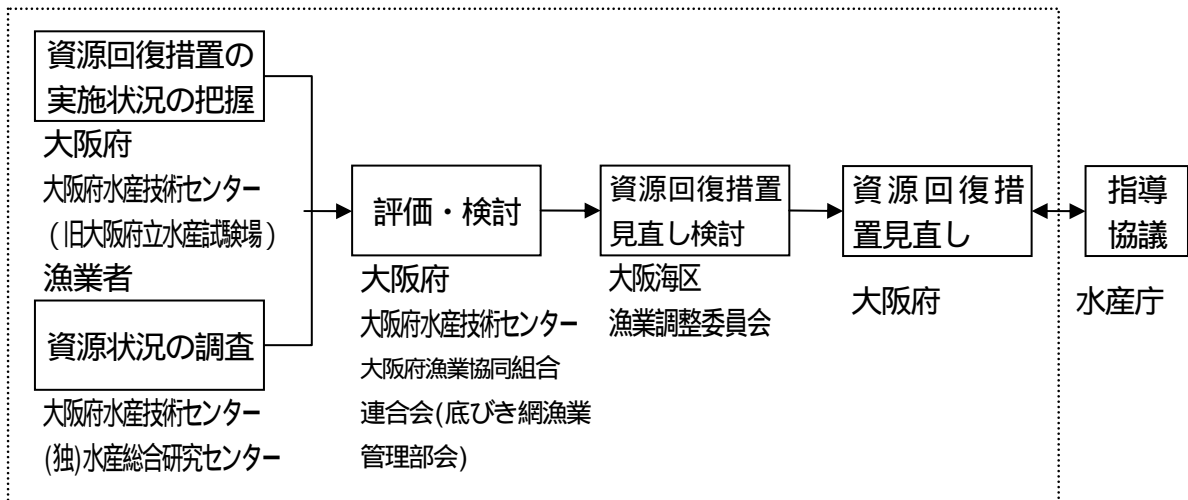 資源回復措置の
実施状況の把握
大阪府
大阪府水産技術センター
(旧大阪府立水産試験場)
漁業者
資源状況の調査
大阪府水産技術センター
(独)水産総合研究センター
評価・検討
大阪府
大阪府水産技術センター
大阪府漁業協同組合
連合会(底びき網漁業
管理部会)
資源回復措置
見直し検討
大阪海区
漁業調整委員会
資源回復措
置見直し
大阪府
指導
協議
水産庁